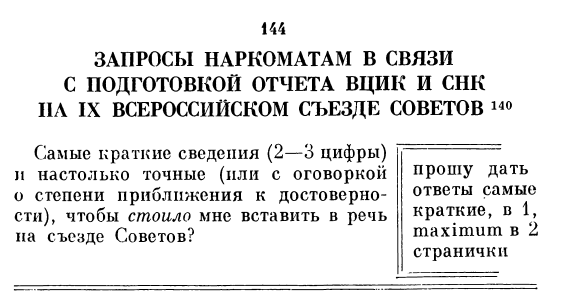 144
ЗАПРОСЫ НАРКОМАТАМ В СВЯЗИ
С ПОДГОТОВКОЙ ОТЧЕТА ВЦИК И СНК
НА IX ВСЕРОССИЙСКОМ СЪЕЗДЕ СОВЕТОВ 140
Самые краткие сведения (2—3 цифры)
и настолько точные (или с оговоркой
о степени приближения к достоверно-
сти), чтобы стоило мне вставить в речь
на съезде Советов?
прошу дать
ответы самые
краткие, в 1,
maximum в 2
странички